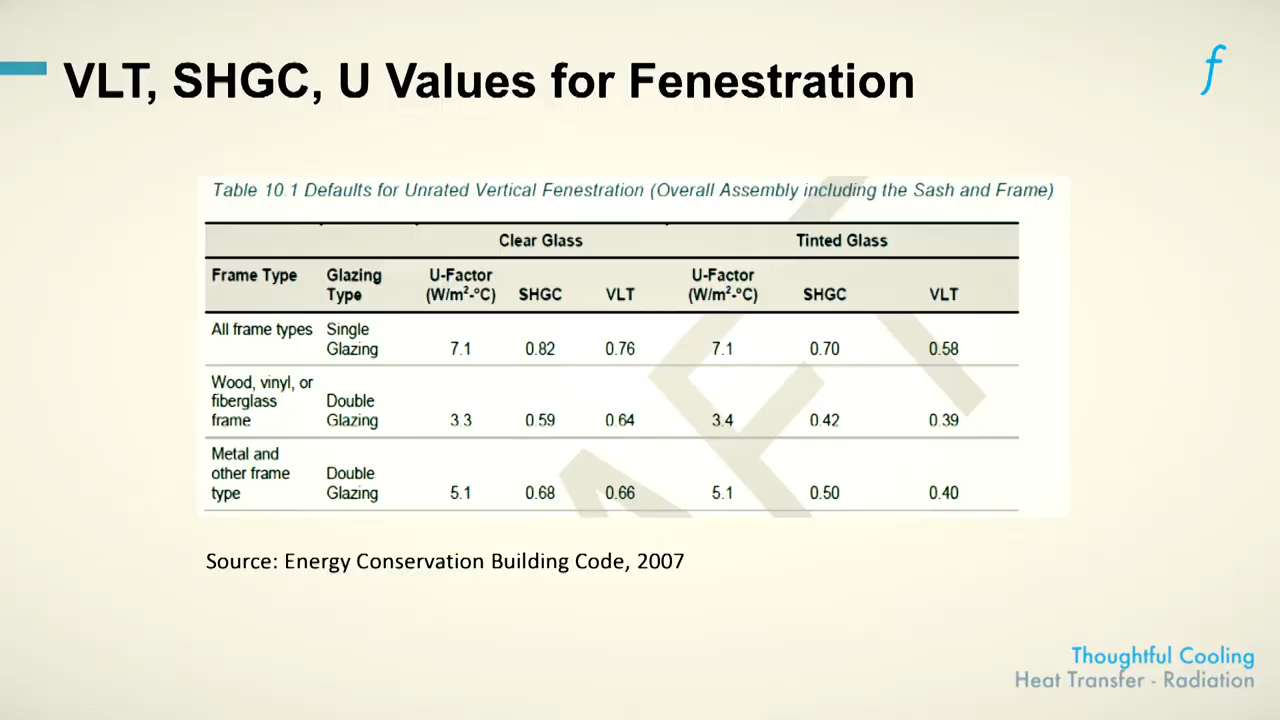 VLT, SHGC, U Values for Fenestration
f
Table 10.1 Defaults for Unrated Vertical Fenestration (Overall Assembly including the Sash and Frame)
Clear Glass Tinted Glass
Frame Type Glazing Type U-Factor (W/m²-ºC) SHGC VLT U-Factor (W/m²-ºC) SHGC VLT
All frame types Single Glazing 7.1 0.82 0.76 7.1 0.70 0.58
Wood, vinyl, or fiberglass frame Double Glazing 3.3 0.59 0.64 3.4 0.42 0.39
Metal and other frame type Double Glazing 5.1 0.68 0.66 5.1 0.50 0.40
Source: Energy Conservation Building Code, 2007
Thoughtful Cooling
Heat Transfer - Radiation